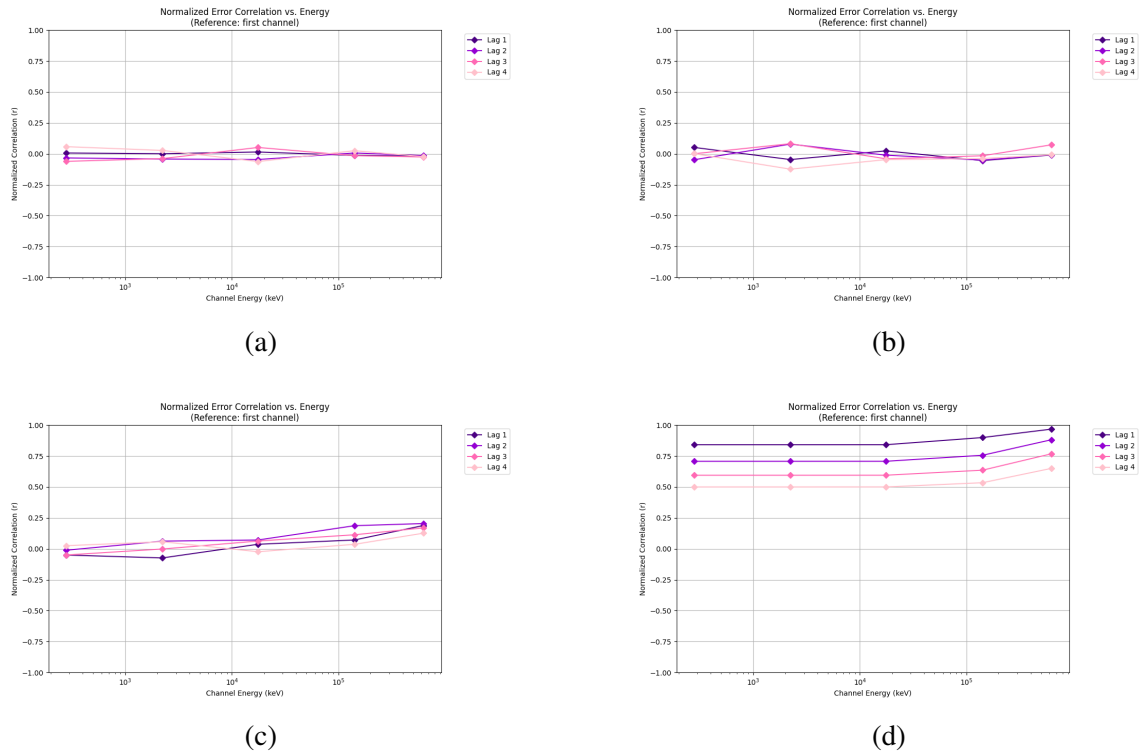 Normalized Error Correlation vs. Energy
(Reference: first channel)
1.00
0.75
0.50
0.25
0.00
−0.25
−0.50
−0.75
−1.00
Normalized Correlation (r)
10³
10⁴
10⁵
Channel Energy (keV)
Lag 1
Lag 2
Lag 3
Lag 4
(a)
Normalized Error Correlation vs. Energy
(Reference: first channel)
1.00
0.75
0.50
0.25
0.00
−0.25
−0.50
−0.75
−1.00
Normalized Correlation (r)
10³
10⁴
10⁵
Channel Energy (keV)
Lag 1
Lag 2
Lag 3
Lag 4
(b)
Normalized Error Correlation vs. Energy
(Reference: first channel)
1.00
0.75
0.50
0.25
0.00
−0.25
−0.50
−0.75
−1.00
Normalized Correlation (r)
10³
10⁴
10⁵
Channel Energy (keV)
Lag 1
Lag 2
Lag 3
Lag 4
(c)
Normalized Error Correlation vs. Energy
(Reference: first channel)
1.00
0.75
0.50
0.25
0.00
−0.25
−0.50
−0.75
−1.00
Normalized Correlation (r)
10³
10⁴
10⁵
Channel Energy (keV)
Lag 1
Lag 2
Lag 3
Lag 4
(d)